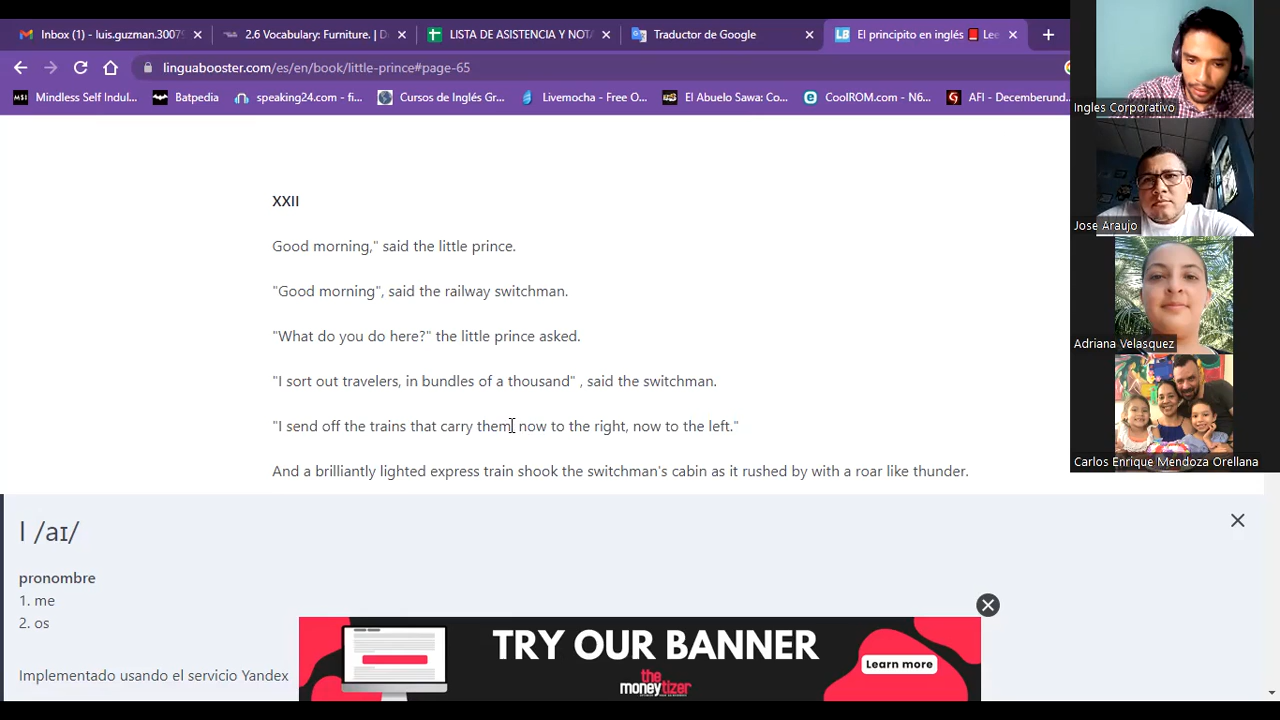 Inbox (1) - luis.guzman.3007
2.6 Vocabulary: Furniture. | D
LISTA DE ASISTENCIA Y NOTA
Traductor de Google
LB El principito en inglés 📕 Lee
linguabooster.com/es/en/book/little-prince#page-65
Mindless Self Indul...
Batpedia
speaking24.com - fi...
Cursos de Inglés Gr...
Livemocha - Free O...
El Abuelo Sawa: Co...
CoolROM.com - N6...
AFI - Decemberund...
Ingles Corporativo
Jose Araujo
Adriana Velasquez
Carlos Enrique Mendoza Orellana
XXII
Good morning," said the little prince.
"Good morning", said the railway switchman.
"What do you do here?" the little prince asked.
"I sort out travelers, in bundles of a thousand" , said the switchman.
"I send off the trains that carry them, now to the right, now to the left."
And a brilliantly lighted express train shook the switchman's cabin as it rushed by with a roar like thunder.
I /aɪ/
pronombre
1. me
2. os
Implementado usando el servicio Yandex
TRY OUR BANNER
the
moneytizer
Learn more